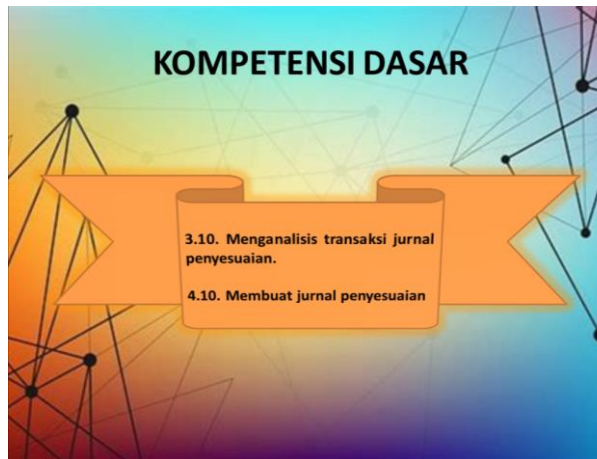 KOMPETENSI DASAR
3.10. Menganalisis transaksi jurnal
penyesuaian.
4.10. Membuat jurnal penyesuaian